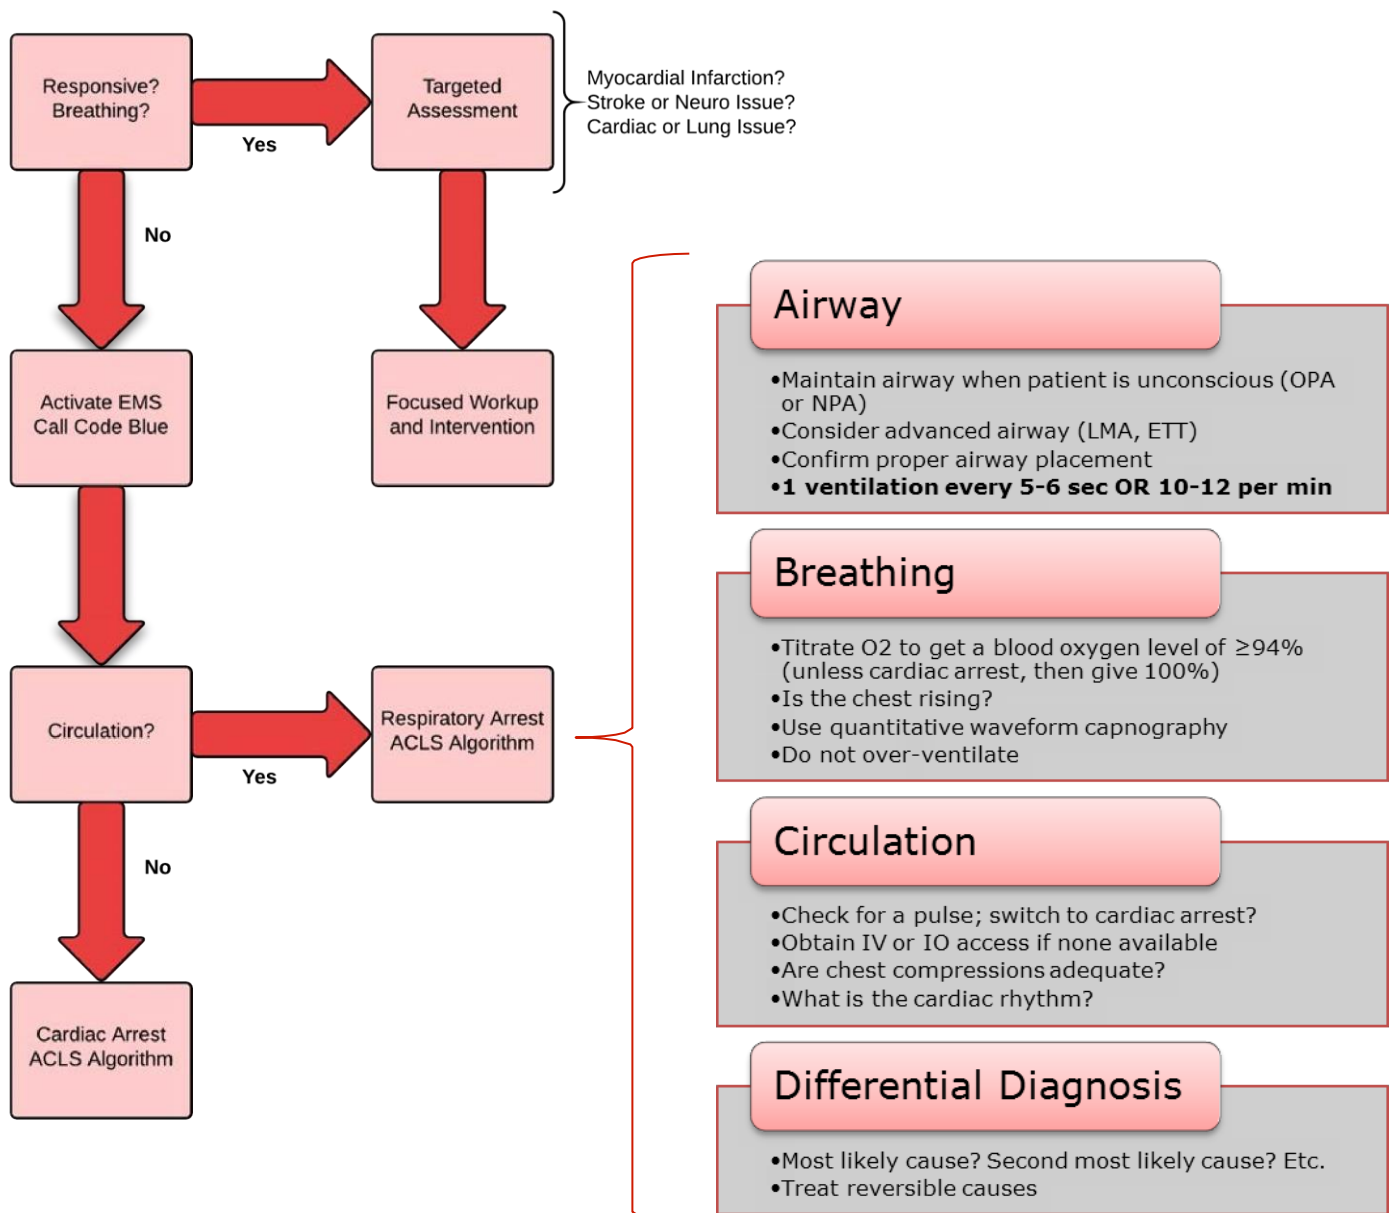 Responsive?
Breathing?
Yes
Targeted
Assessment
Myocardial Infarction?
Stroke or Neuro Issue?
Cardiac or Lung Issue?
No
Activate EMS
Call Code Blue
Focused Workup
and Intervention
Circulation?
Yes
Respiratory Arrest
ACLS Algorithm
No
Cardiac Arrest
ACLS Algorithm
Airway
•Maintain airway when patient is unconscious (OPA
or NPA)
•Consider advanced airway (LMA, ETT)
•Confirm proper airway placement
•1 ventilation every 5-6 sec OR 10-12 per min
Breathing
•Titrate O2 to get a blood oxygen level of ≥94%
(unless cardiac arrest, then give 100%)
•Is the chest rising?
•Use quantitative waveform capnography
•Do not over-ventilate
Circulation
•Check for a pulse; switch to cardiac arrest?
•Obtain IV or IO access if none available
•Are chest compressions adequate?
•What is the cardiac rhythm?
Differential Diagnosis
•Most likely cause? Second most likely cause? Etc.
•Treat reversible causes